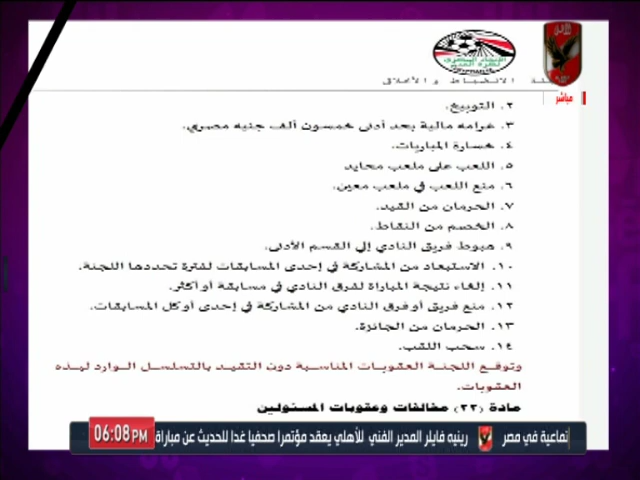 الانضباط والأخلاق
مباشر
٢. التوبيخ.
٣. غرامه مالية بحد أدنى خمسون ألف جنيه مصري.
٤. خسارة المباريات.
٥. اللعب على ملعب محايد
٦. منع اللعب في ملعب معين.
٧. الحرمان من القيد.
٨. الخصم من النقاط.
٩. هبوط فريق النادي إلى القسم الأدنى.
١٠. الاستبعاد من المشاركة في إحدى المسابقات لفترة تحددها اللجنة.
١١. إلغاء نتيجة المباراة لفرق النادي في مسابقة أو أكثر.
١٢. منع فريق أو فرق النادي من المشاركة في إحدى أو كل المسابقات.
١٣. الحرمان من الجائزة.
١٤. سحب اللقب.
وتوقع اللجنة العقوبات المناسبة دون التقيد بالتسلسل الوارد لهذه
العقوبات.
مادة (٢٢) مخالفات وعقوبات المسئولين
تماعية في مصر رينيه فايلر المدير الفني للأهلي يعقد مؤتمرا صحفيا غدا للحديث عن مباراة
06:08 PM